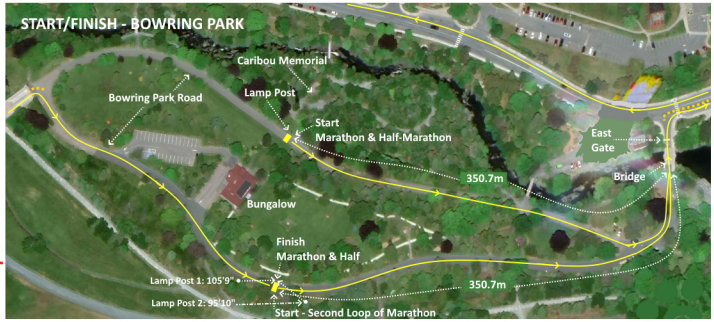 START/FINISH - BOWRING PARK
Caribou Memorial
Bowring Park Road
Lamp Post
Start
Marathon & Half-Marathon
East
Gate
Bridge
350.7m
Bungalow
Finish
Marathon & Half
Lamp Post 1: 105'9"
350.7m
Lamp Post 2: 95'10"
Start - Second Loop of Marathon